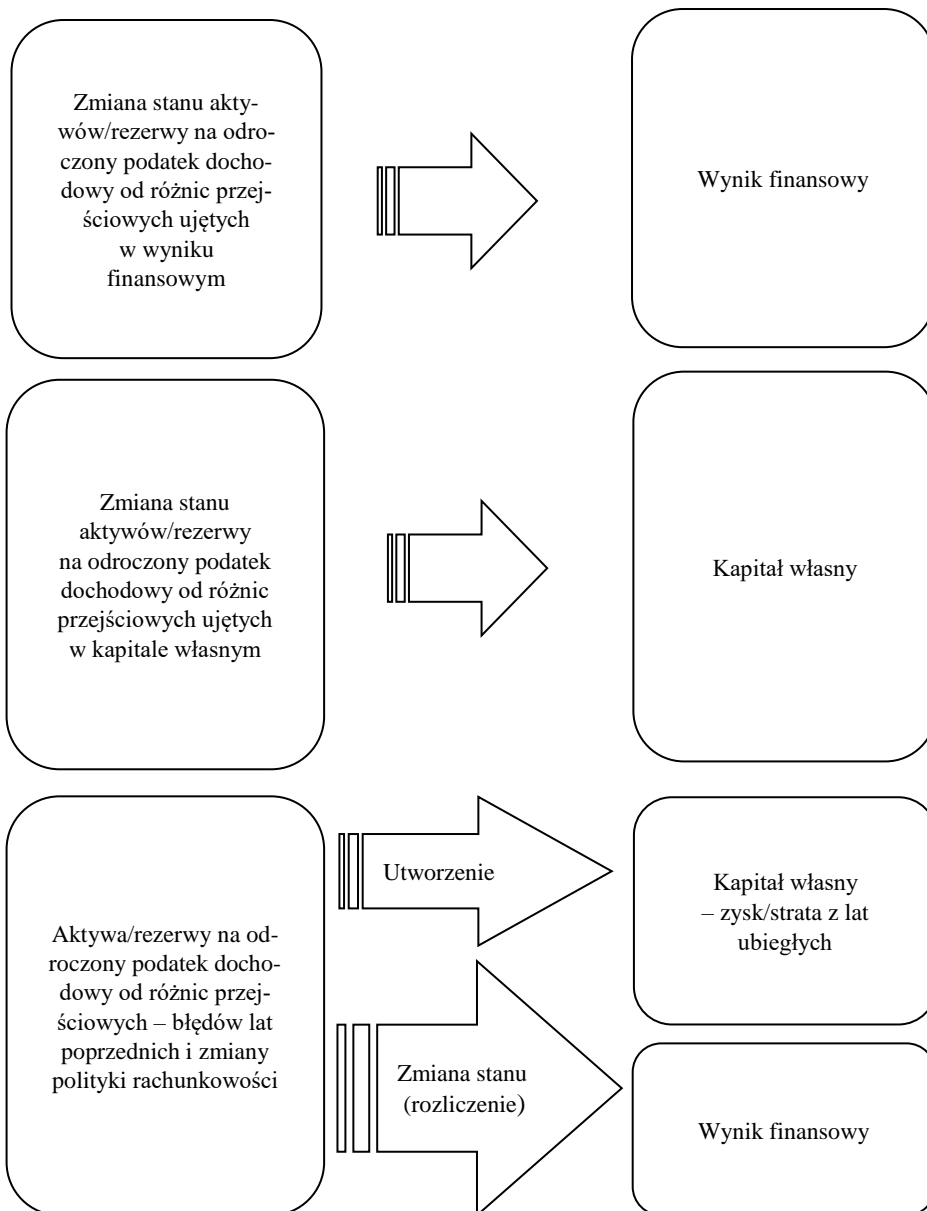 Zmiana stanu akty-
wów/rezerwy na odro-
czony podatek docho-
dowy od różnic przej-
ściowych ujętych
w wyniku
finansowym
Wynik finansowy
Zmiana stanu
aktywów/rezerwy
na odroczony podatek
dochodowy od różnic
przejściowych ujętych
w kapitale własnym
Kapitał własny
Aktywa/rezerwy na od-
roczony podatek docho-
dowy od różnic przej-
ściowych – błędów lat
poprzednich i zmiany
polityki rachunkowości
Utworzenie
Kapitał własny
– zysk/strata z lat
ubiegłych
Zmiana stanu
(rozliczenie)
Wynik finansowy